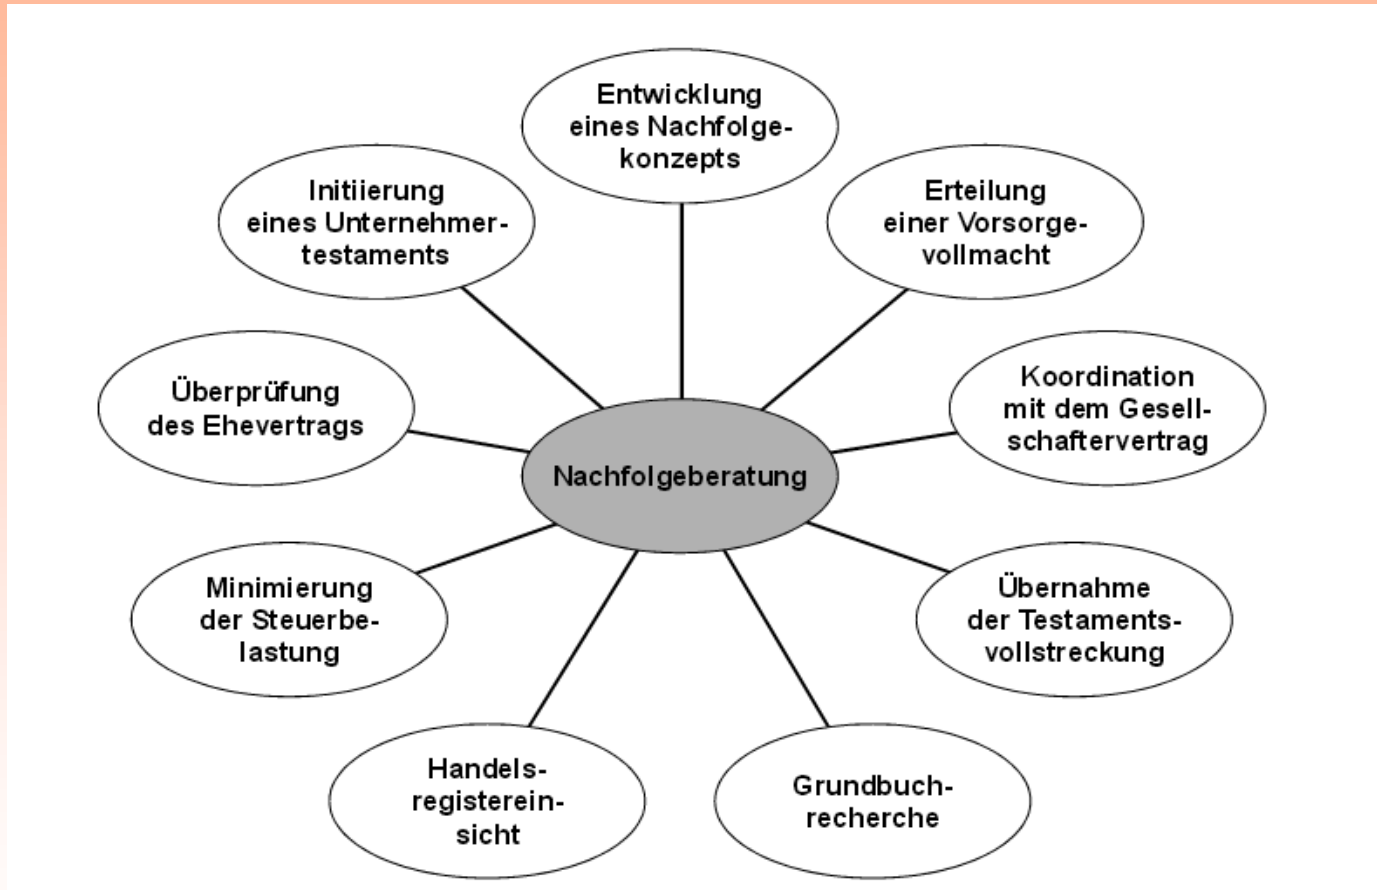 Entwicklung
eines Nachfolge-
konzepts
Initiierung
eines Unternehmer-
testaments
Erteilung
einer Vorsorge-
vollmacht
Überprüfung
des Ehevertrags
Koordination
mit dem Gesell-
schaftervertrag
Nachfolgeberatung
Minimierung
der Steuerbe-
lastung
Übernahme
der Testaments-
vollstreckung
Handels-
registerein-
sicht
Grundbuch-
recherche